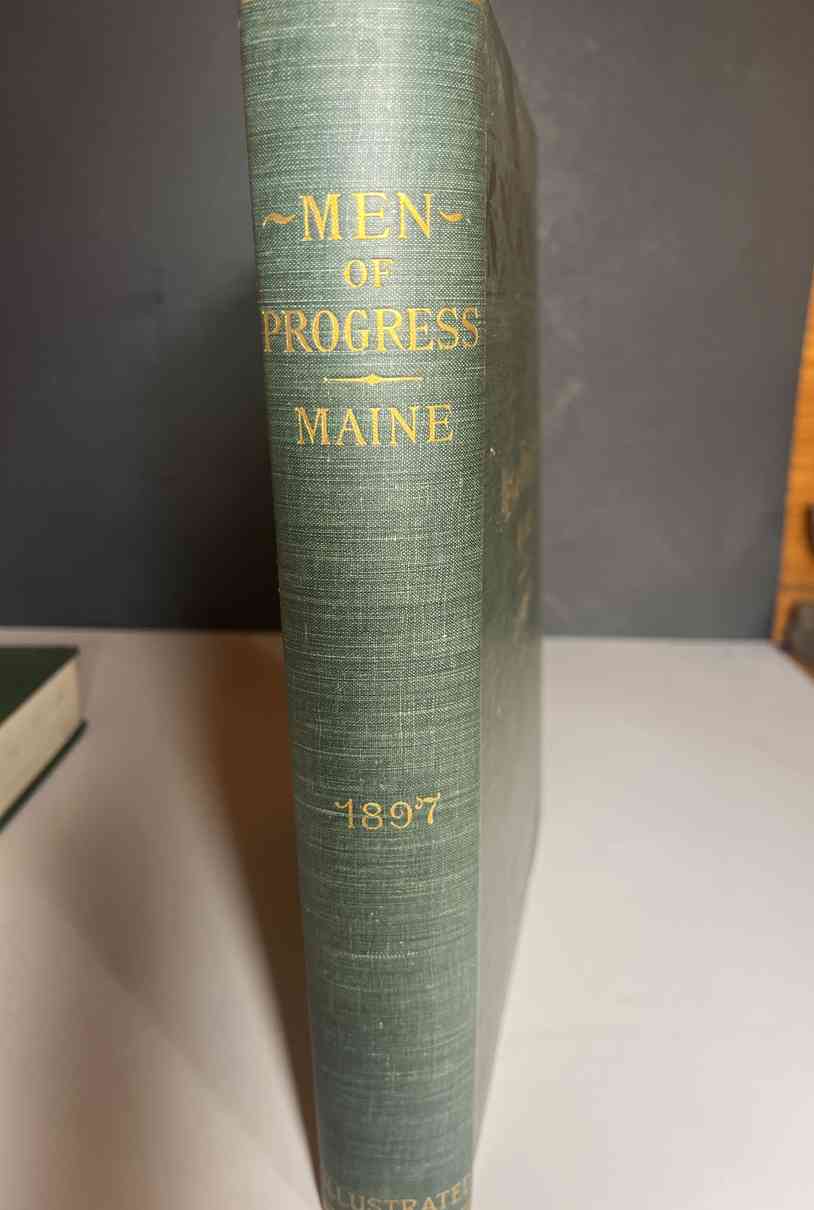 ~MEN~
OF
PROGRESS
MAINE
1897
ILLUSTRATED